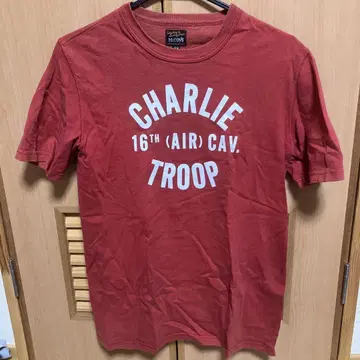 CHARLIE
16TH (AIR) CAV.
TROOP